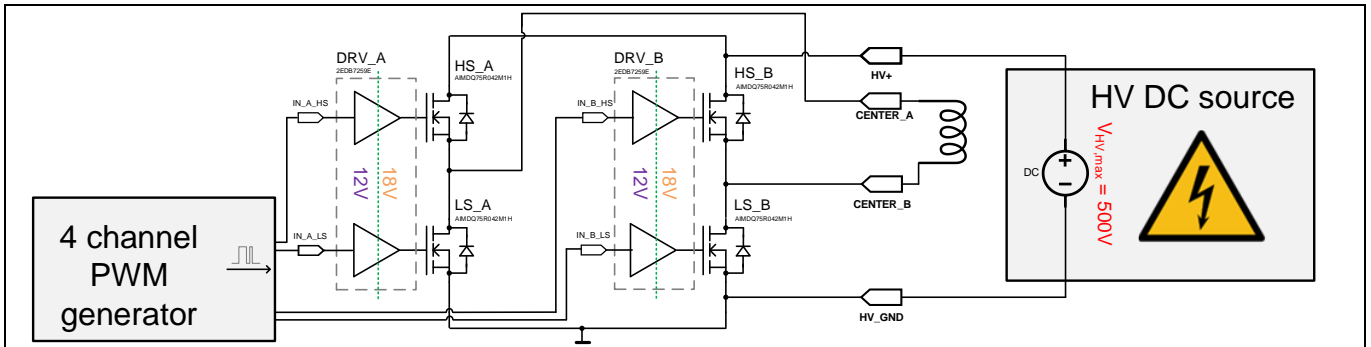 DRV_A
2EDB7259E
HS_A
AIMDQ75R042M1H
IN_A_HS
12V
18V
LS_A
AIMDQ75R042M1H
IN_A_LS
4 channel
PWM
generator
DRV_B
2EDB7259E
HS_B
AIMDQ75R042M1H
IN_B_HS
12V
18V
LS_B
AIMDQ75R042M1H
IN_B_LS
HV+
CENTER_A
CENTER_B
HV_GND
HV DC source
DC
VHV,max = 500V